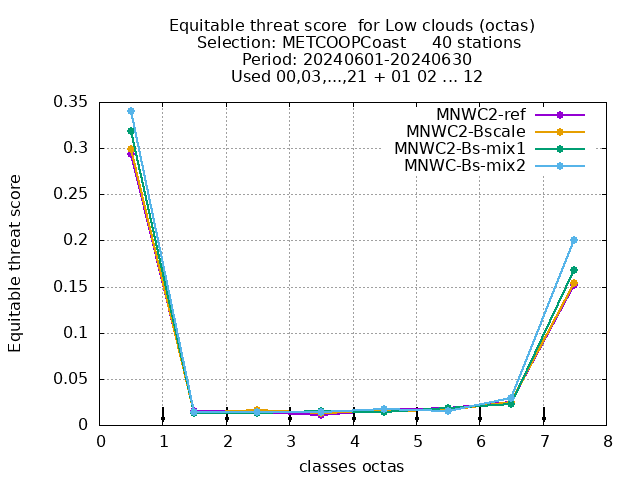 Equitable threat score  for Low clouds (octas)
Selection: METCOOPCoast     40 stations
Period: 20240601-20240630
Used 00,03,...,21 + 01 02 ... 12
MNWC2-ref
MNWC2-Bscale
MNWC2-Bs-mix1
MNWC-Bs-mix2
Equitable threat score
0.35
0.3
0.25
0.2
0.15
0.1
0.05
0
0 1 2 3 4 5 6 7 8
classes octas